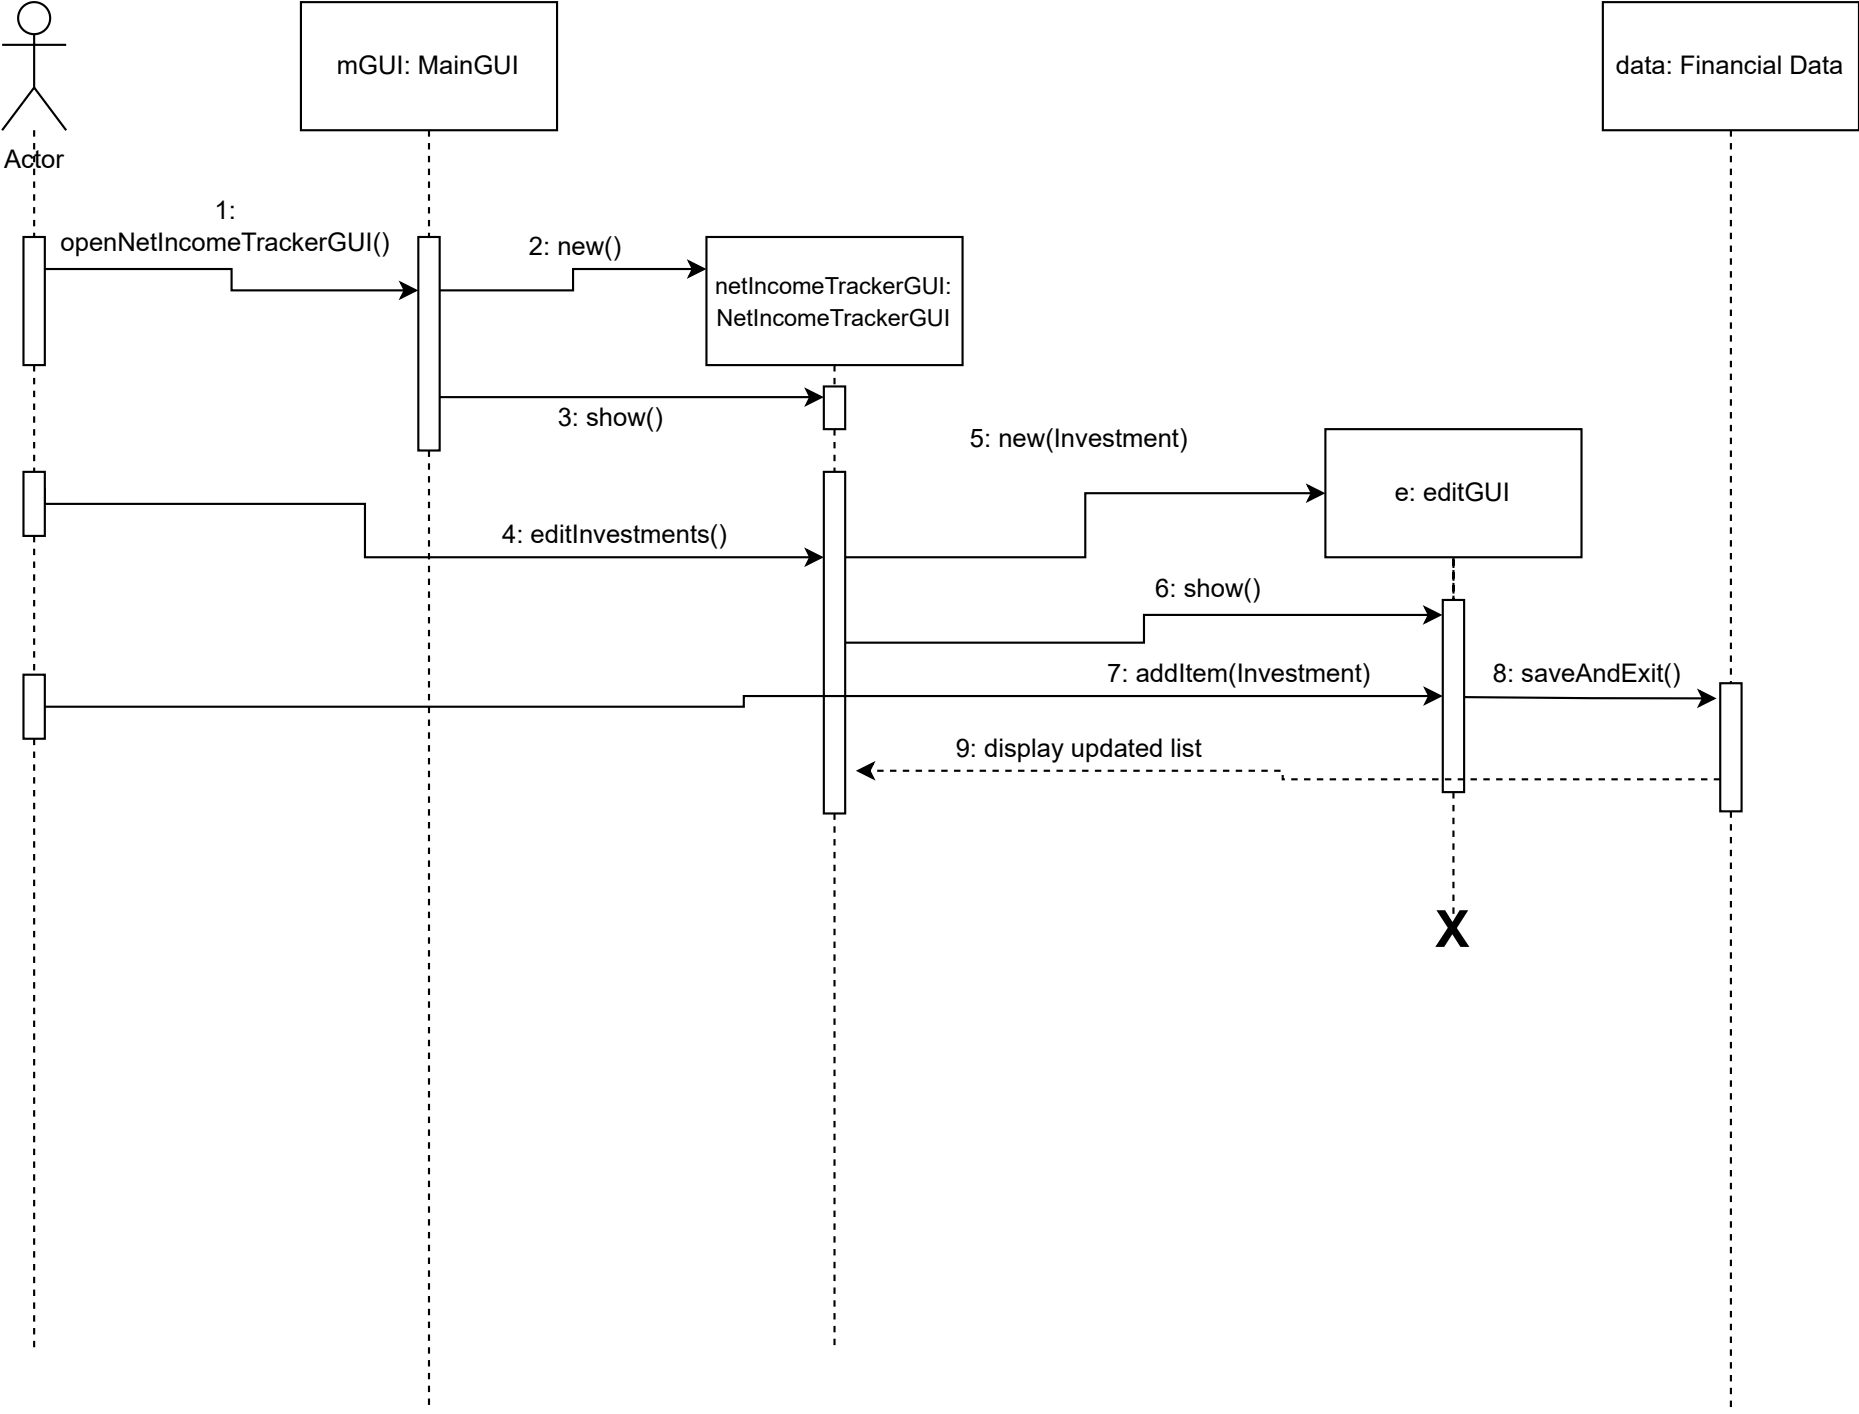 mGUI: MainGUI
data: Financial Data
Actor
1:
openNetIncomeTrackerGUI()
2: new()
netIncomeTrackerGUI:
NetIncomeTrackerGUI
3: show()
5: new(Investment)
e: editGUI
4: editInvestments()
6: show()
7: addItem(Investment)
8: saveAndExit()
9: display updated list
X